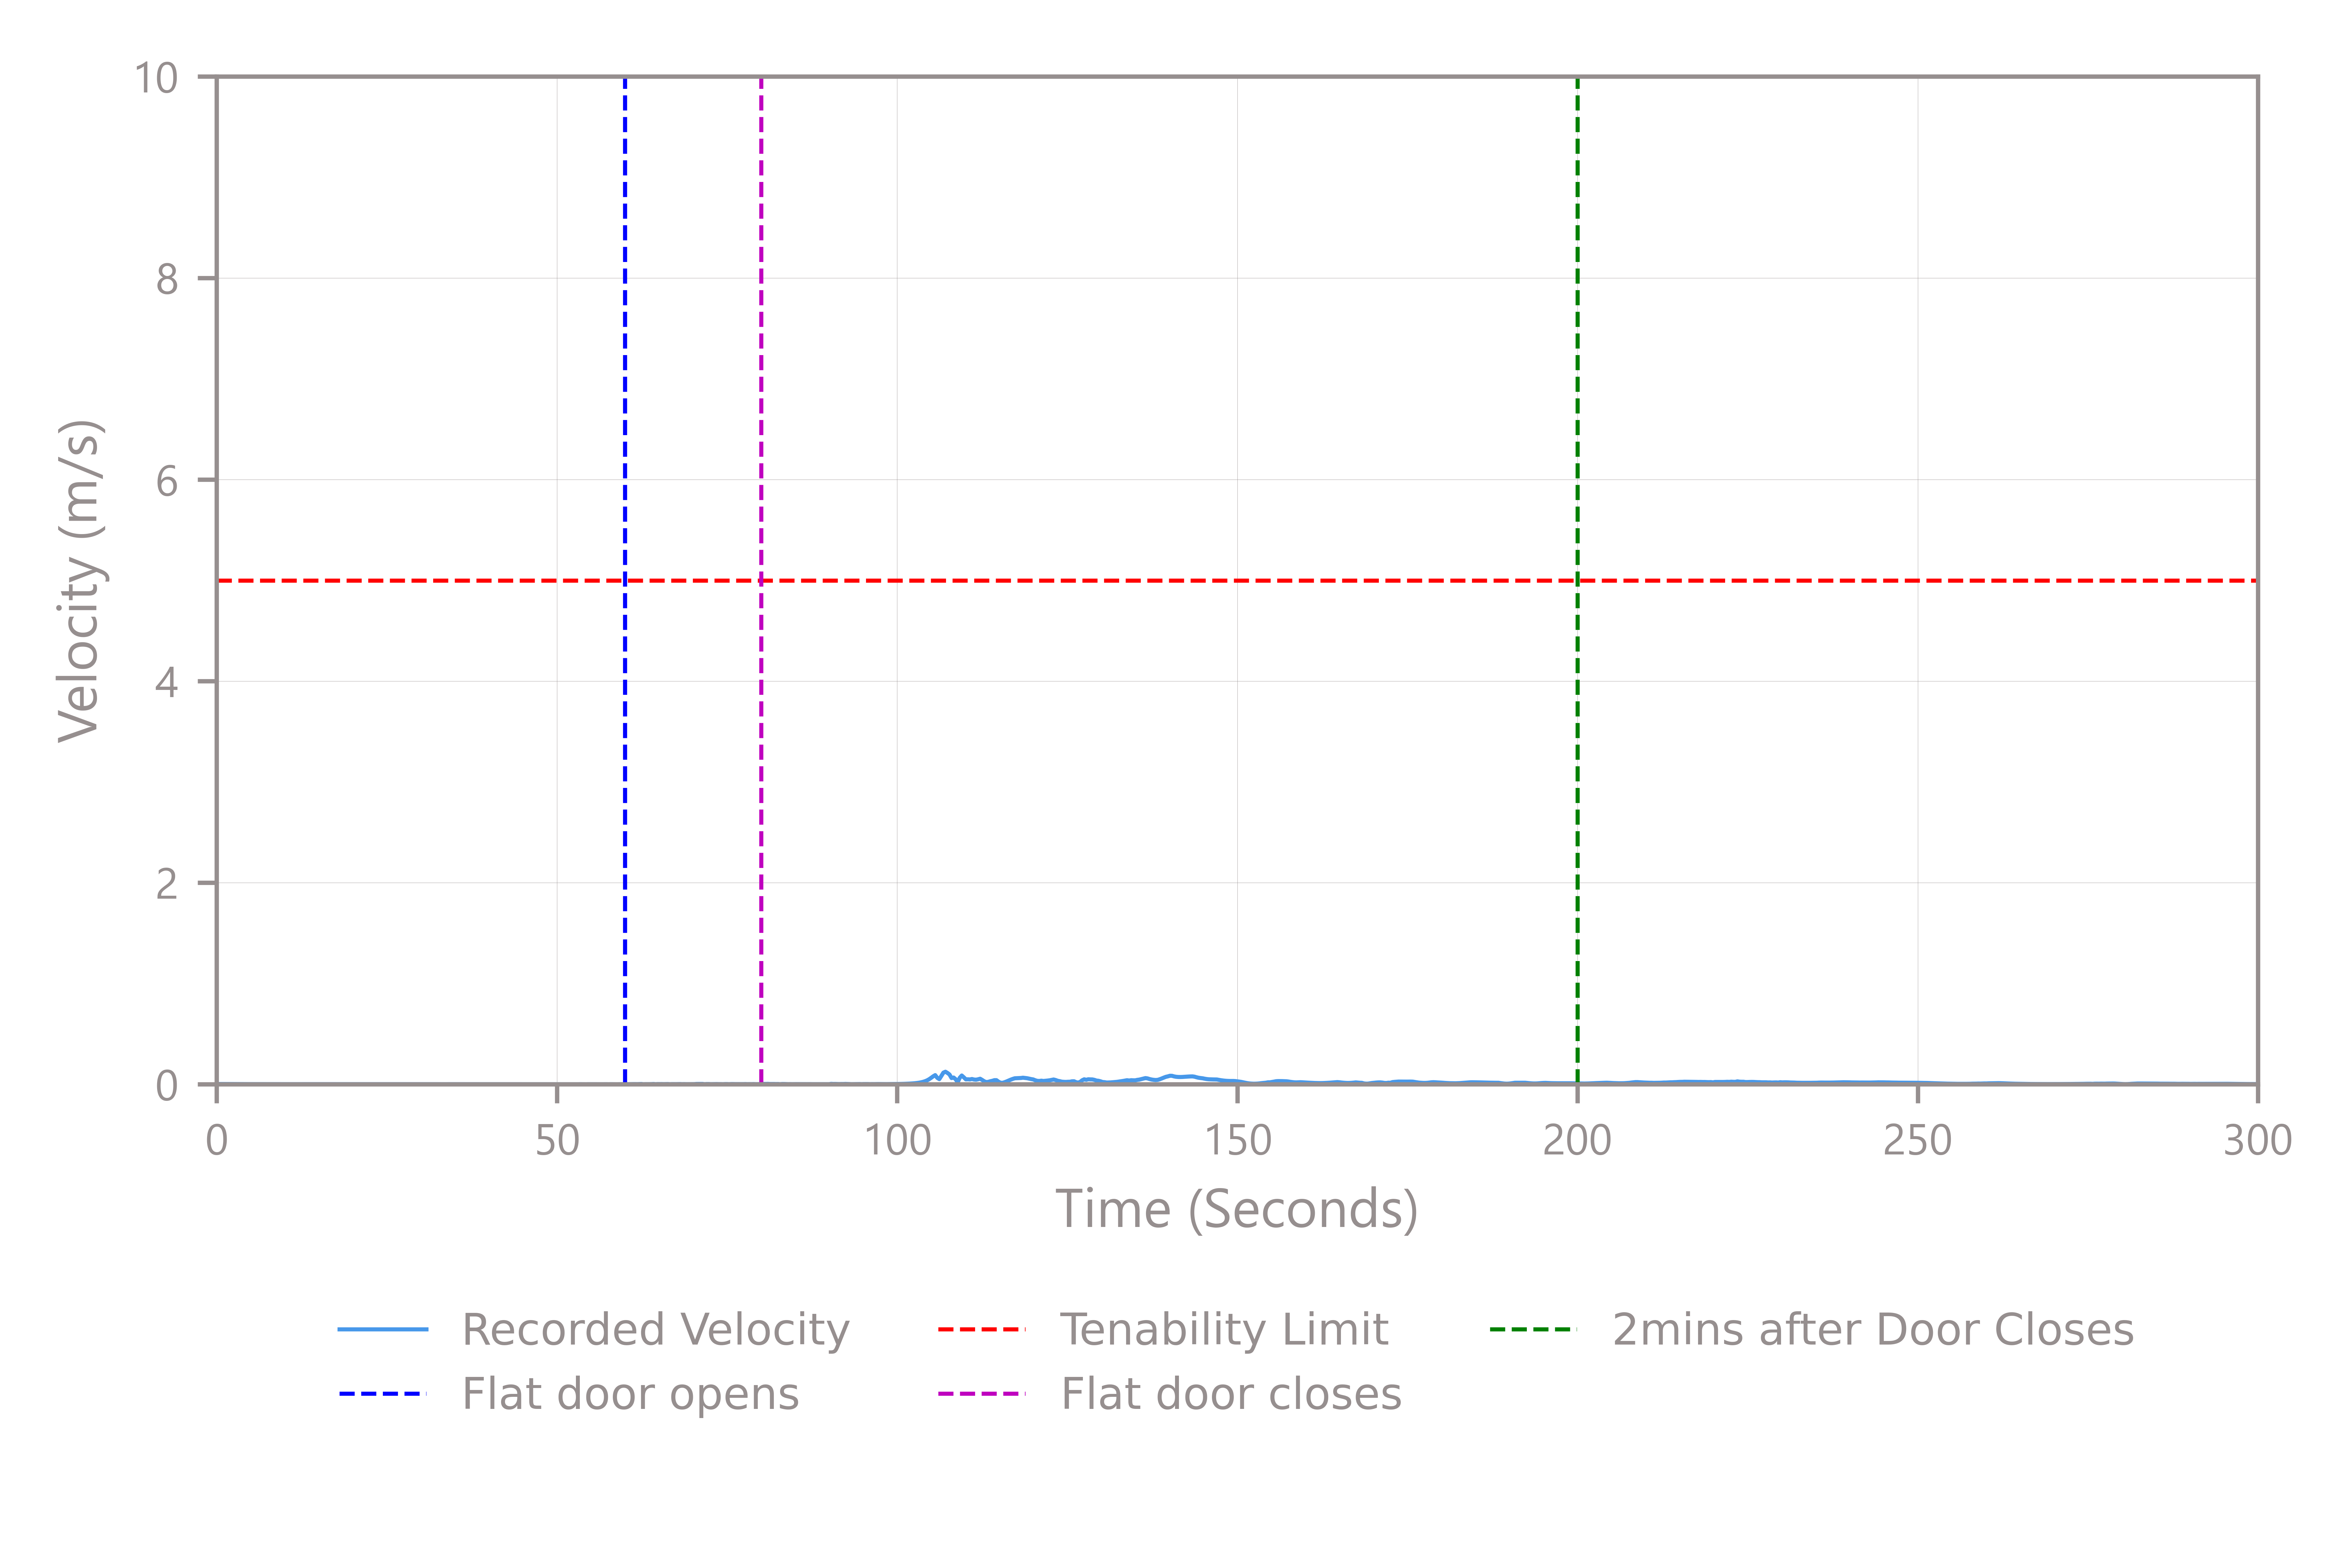 10
8
6
4
2
0
Velocity (m/s)
0 50 100 150 200 250 300
Time (Seconds)
Recorded Velocity Tenability Limit 2mins after Door Closes
Flat door opens Flat door closes